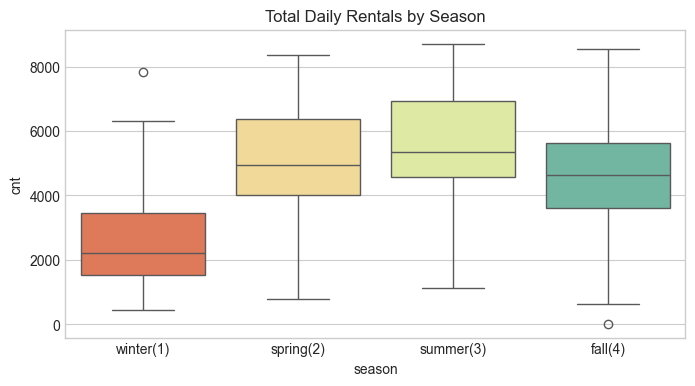 Total Daily Rentals by Season
cnt
8000
6000
4000
2000
0
winter(1) spring(2) summer(3) fall(4)
season